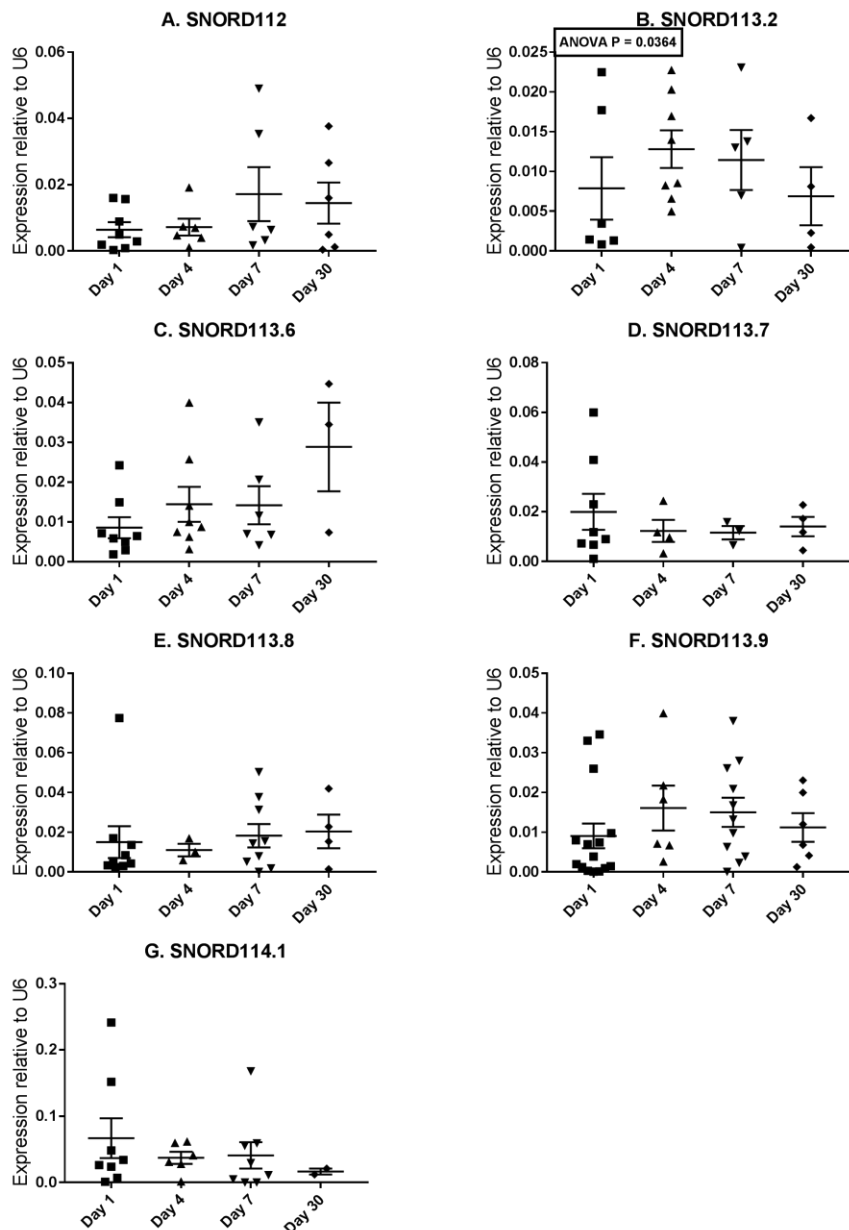 A. SNORD112
Expression relative to U6
0.06
0.04
0.02
0.00
Day 1
Day 4
Day 7
Day 30
B. SNORD113.2
ANOVA P = 0.0364
Expression relative to U6
0.025
0.020
0.015
0.010
0.005
0.000
Day 1
Day 4
Day 7
Day 30
C. SNORD113.6
Expression relative to U6
0.05
0.04
0.03
0.02
0.01
0.00
Day 1
Day 4
Day 7
Day 30
D. SNORD113.7
Expression relative to U6
0.08
0.06
0.04
0.02
0.00
Day 1
Day 4
Day 7
Day 30
E. SNORD113.8
Expression relative to U6
0.10
0.08
0.06
0.04
0.02
0.00
Day 1
Day 4
Day 7
Day 30
F. SNORD113.9
Expression relative to U6
0.05
0.04
0.03
0.02
0.01
0.00
Day 1
Day 4
Day 7
Day 30
G. SNORD114.1
Expression relative to U6
0.3
0.2
0.1
0.0
Day 1
Day 4
Day 7
Day 30